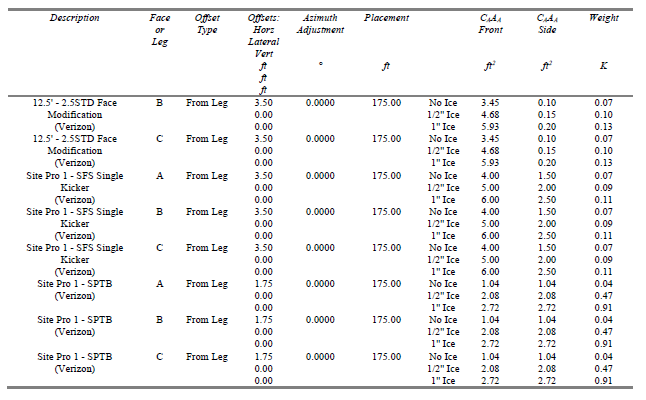 Description Face Offset Offsets: Azimuth Placement CAAA CAAA Weight
or Type Horz Adjustment Front Side
Leg Lateral
Vert
ft ° ft ft² ft² K
ft
ft
12.5' - 2.5STD Face B From Leg 3.50 0.0000 175.00 No Ice 3.45 0.10 0.07
Modification 0.00 1/2" Ice 4.68 0.15 0.10
(Verizon) 0.00 1" Ice 5.93 0.20 0.13
12.5' - 2.5STD Face C From Leg 3.50 0.0000 175.00 No Ice 3.45 0.10 0.07
Modification 0.00 1/2" Ice 4.68 0.15 0.10
(Verizon) 0.00 1" Ice 5.93 0.20 0.13
Site Pro 1 - SFS Single A From Leg 3.50 0.0000 175.00 No Ice 4.00 1.50 0.07
Kicker 0.00 1/2" Ice 5.00 2.00 0.09
(Verizon) 0.00 1" Ice 6.00 2.50 0.11
Site Pro 1 - SFS Single B From Leg 3.50 0.0000 175.00 No Ice 4.00 1.50 0.07
Kicker 0.00 1/2" Ice 5.00 2.00 0.09
(Verizon) 0.00 1" Ice 6.00 2.50 0.11
Site Pro 1 - SFS Single C From Leg 3.50 0.0000 175.00 No Ice 4.00 1.50 0.07
Kicker 0.00 1/2" Ice 5.00 2.00 0.09
(Verizon) 0.00 1" Ice 6.00 2.50 0.11
Site Pro 1 - SPTB A From Leg 1.75 0.0000 175.00 No Ice 1.04 1.04 0.04
(Verizon) 0.00 1/2" Ice 2.08 2.08 0.47
0.00 1" Ice 2.72 2.72 0.91
Site Pro 1 - SPTB B From Leg 1.75 0.0000 175.00 No Ice 1.04 1.04 0.04
(Verizon) 0.00 1/2" Ice 2.08 2.08 0.47
0.00 1" Ice 2.72 2.72 0.91
Site Pro 1 - SPTB C From Leg 1.75 0.0000 175.00 No Ice 1.04 1.04 0.04
(Verizon) 0.00 1/2" Ice 2.08 2.08 0.47
0.00 1" Ice 2.72 2.72 0.91